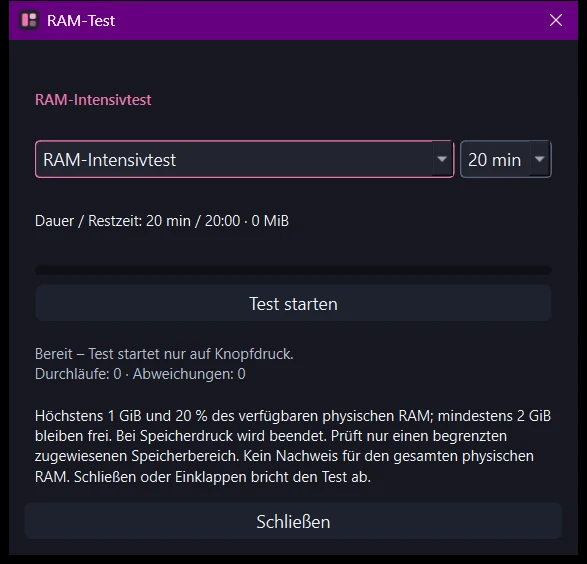 RAM-Test
RAM-Intensivtest
RAM-Intensivtest
20 min
Dauer / Restzeit: 20 min / 20:00 · 0 MiB
Test starten
Bereit – Test startet nur auf Knopfdruck.
Durchläufe: 0 · Abweichungen: 0
Höchstens 1 GiB und 20 % des verfügbaren physischen RAM; mindestens 2 GiB
bleiben frei. Bei Speicherdruck wird beendet. Prüft nur einen begrenzten
zugewiesenen Speicherbereich. Kein Nachweis für den gesamten physischen
RAM. Schließen oder Einklappen bricht den Test ab.
Schließen